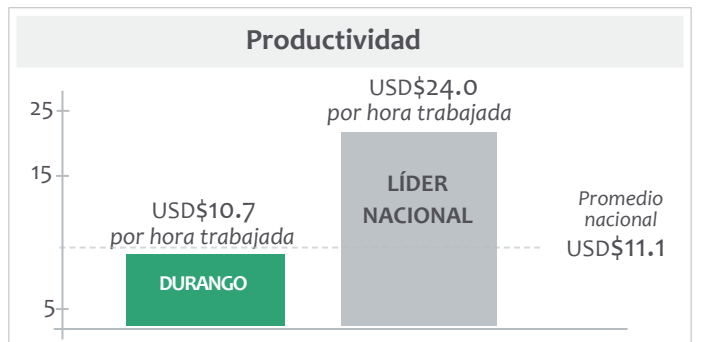 Productividad
25
15
5
USD$10.7
por hora trabajada
DURANGO
USD$24.0
por hora trabajada
LÍDER
NACIONAL
Promedio
nacional
USD$11.1